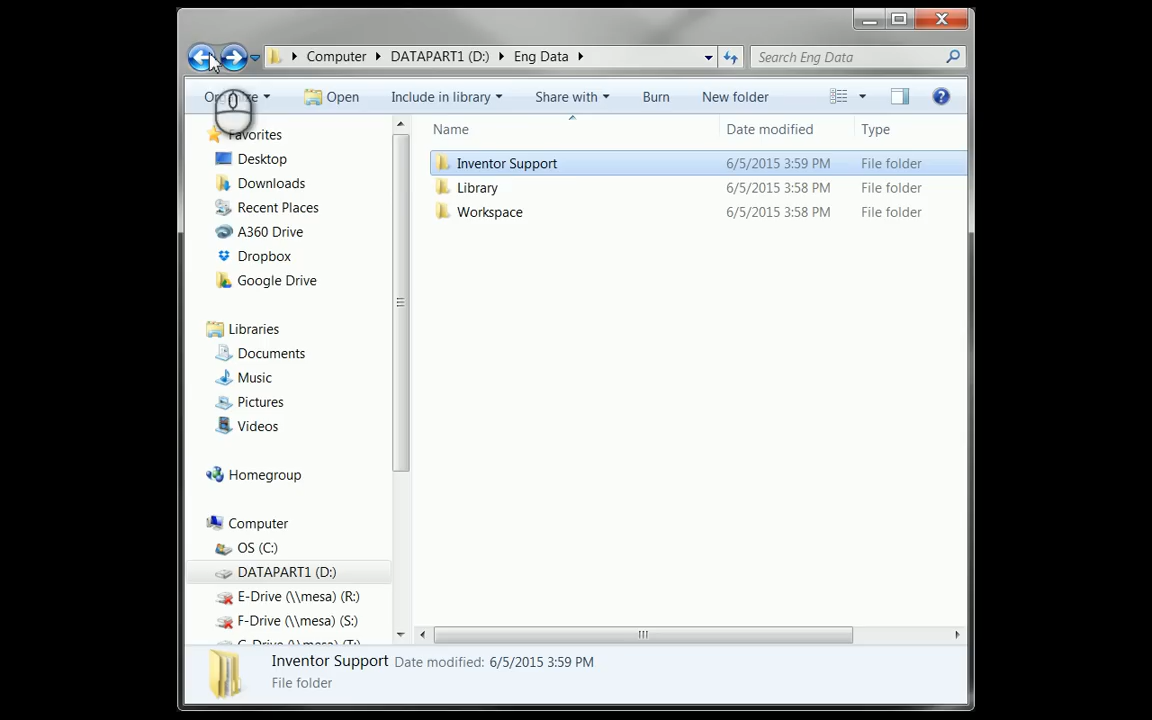 Computer DATAPART1 (D:) Eng Data
Search Eng Data
Open Include in library Share with Burn New folder
Name Date modified Type
Favorites
Desktop
Downloads
Recent Places
A360 Drive
Dropbox
Google Drive
Libraries
Documents
Music
Pictures
Videos
Homegroup
Computer
OS (C:)
DATAPART1 (D:)
E-Drive (\\mesa) (R:)
F-Drive (\\mesa) (S:)
Inventor Support 6/5/2015 3:59 PM File folder
Library 6/5/2015 3:58 PM File folder
Workspace 6/5/2015 3:58 PM File folder
Inventor Support Date modified: 6/5/2015 3:59 PM
File folder